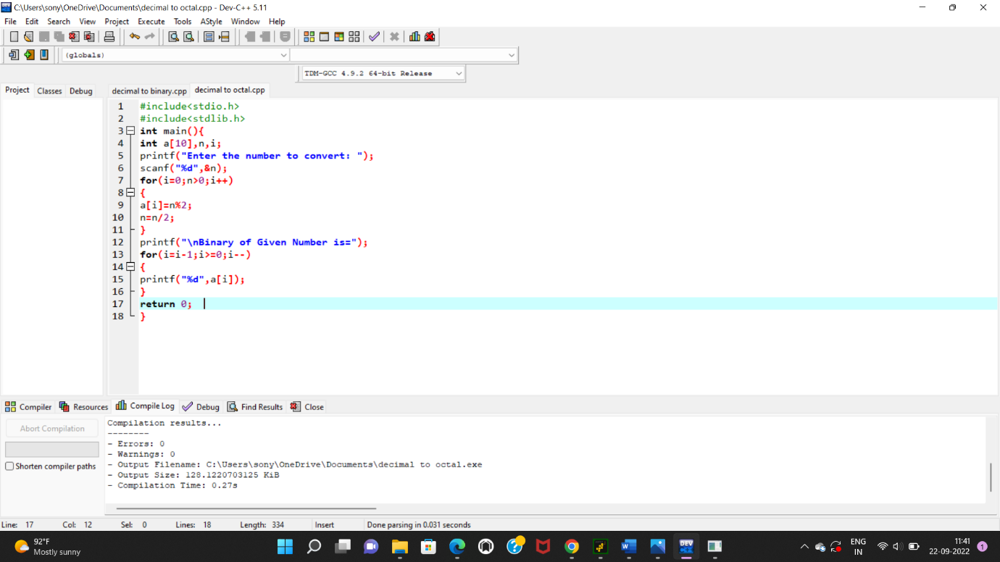 C:\Users\sony\OneDrive\Documents\decimal to octal.cpp - Dev-C++ 5.11
File Edit Search View Project Execute Tools AStyle Window Help
(globals)
TDM-GCC 4.9.2 64-bit Release
Project Classes Debug decimal to binary.cpp decimal to octal.cpp
1 #include<stdio.h>
2 #include<stdlib.h>
3 int main(){
4 int a[10],n,i;
5 printf("Enter the number to convert: ");
6 scanf("%d",&n);
7 for(i=0;n>0;i++)
8 {
9 a[i]=n%2;
10 n=n/2;
11 }
12 printf("\nBinary of Given Number is=");
13 for(i=i-1;i>=0;i--)
14 {
15 printf("%d",a[i]);
16 }
17 return 0;
18 }
Compiler Resources Compile Log Debug Find Results Close
Abort Compilation
Shorten compiler paths
Compilation results...
--------
- Errors: 0
- Warnings: 0
- Output Filename: C:\Users\sony\OneDrive\Documents\decimal to octal.exe
- Output Size: 128.1220703125 KiB
- Compilation Time: 0.27s
Line: 17 Col: 12 Sel: 0 Lines: 18 Length: 334 Insert Done parsing in 0.031 seconds
92°F
Mostly sunny
W
DEV
ENG
IN
11:41
22-09-2022
1